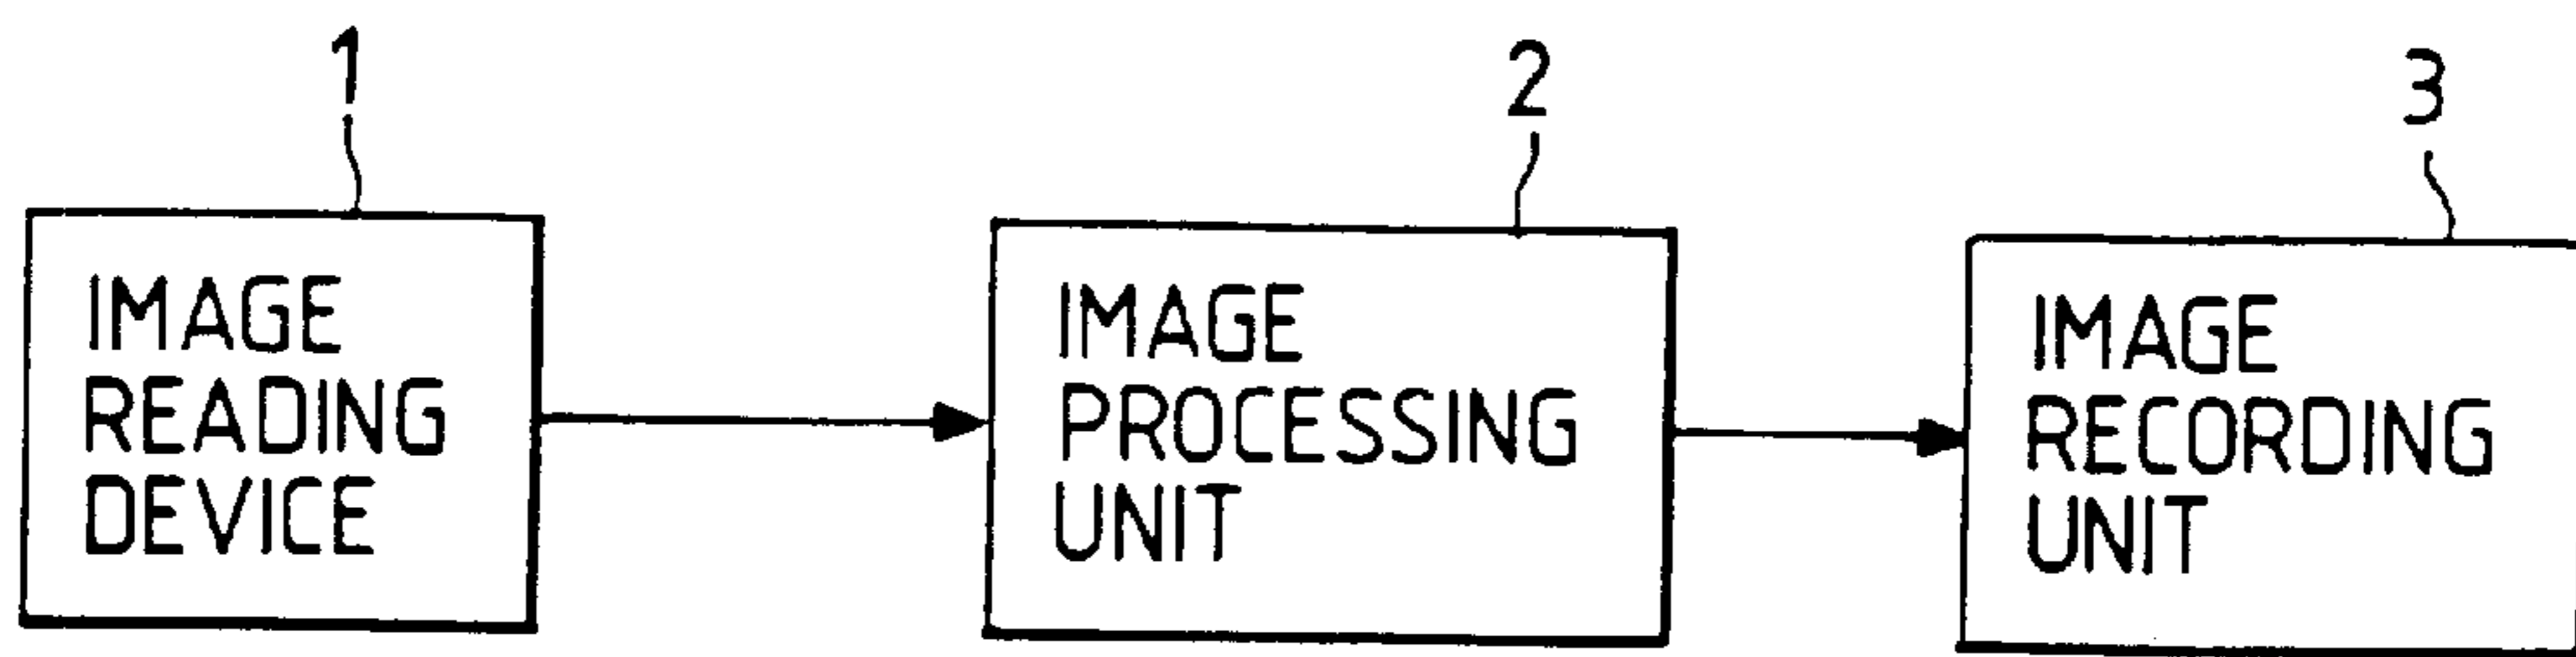 1
2
3
IMAGE
READING
DEVICE
IMAGE
PROCESSING
UNIT
IMAGE
RECORDING
UNIT